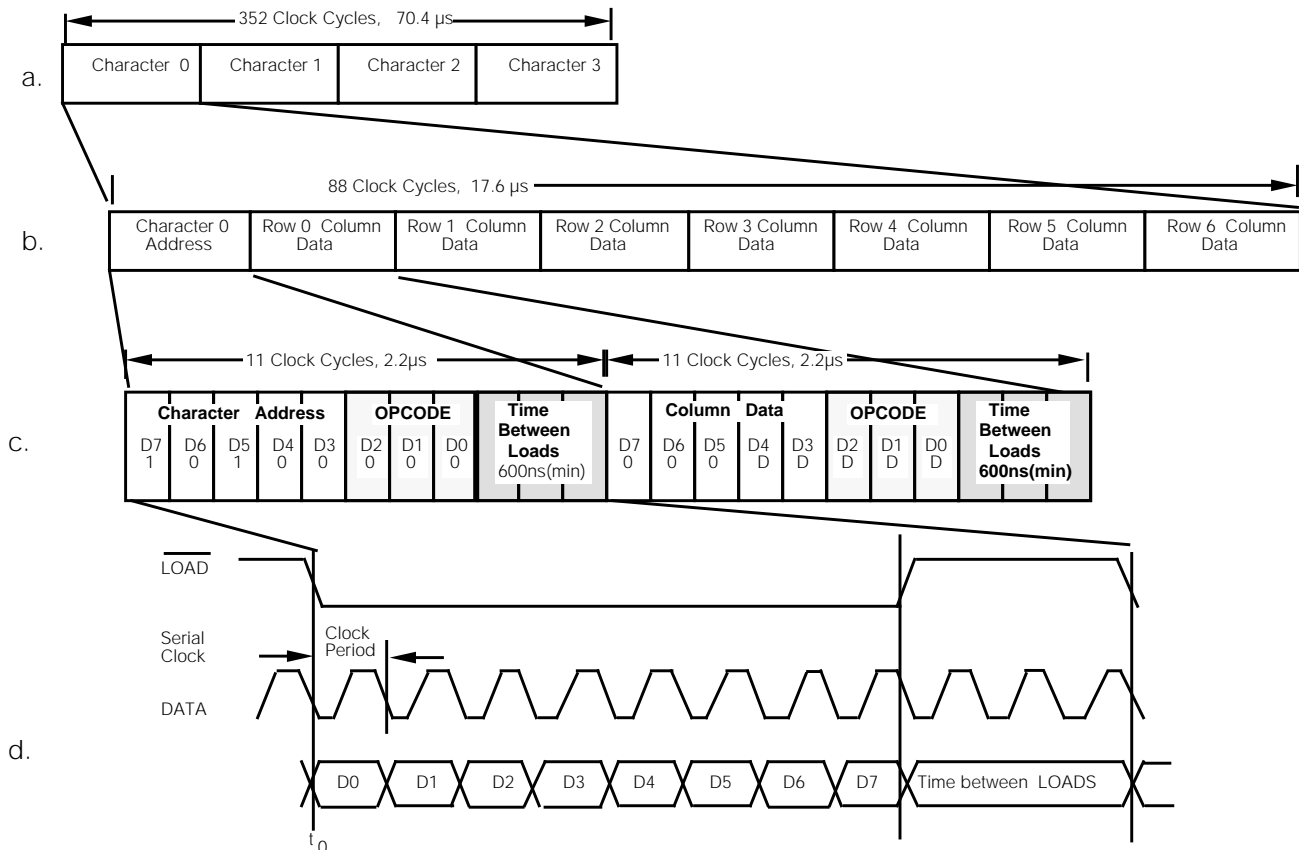 352 Clock Cycles, 70.4 µs
a.
Character 0
Character 1
Character 2
Character 3
88 Clock Cycles, 17.6 µs
b.
Character 0
Address
Row 0 Column
Data
Row 1 Column
Data
Row 2 Column
Data
Row 3 Column
Data
Row 4 Column
Data
Row 5 Column
Data
Row 6 Column
Data
11 Clock Cycles, 2.2µs
11 Clock Cycles, 2.2µs
c.
Character Address
OPCODE
Time
Between
Loads
600ns(min)
D7 D6 D5 D4 D3 D2 D1 D0
1 0 1 0 0 0 0 0
Column Data
OPCODE
Time
Between
Loads
600ns(min)
D7 D6 D5 D4 D3 D2 D1 D0
0 0 0 D D D D D
LOAD
Serial
Clock
Clock
Period
DATA
d.
D0 D1 D2 D3 D4 D5 D6 D7 Time between LOADS
t0